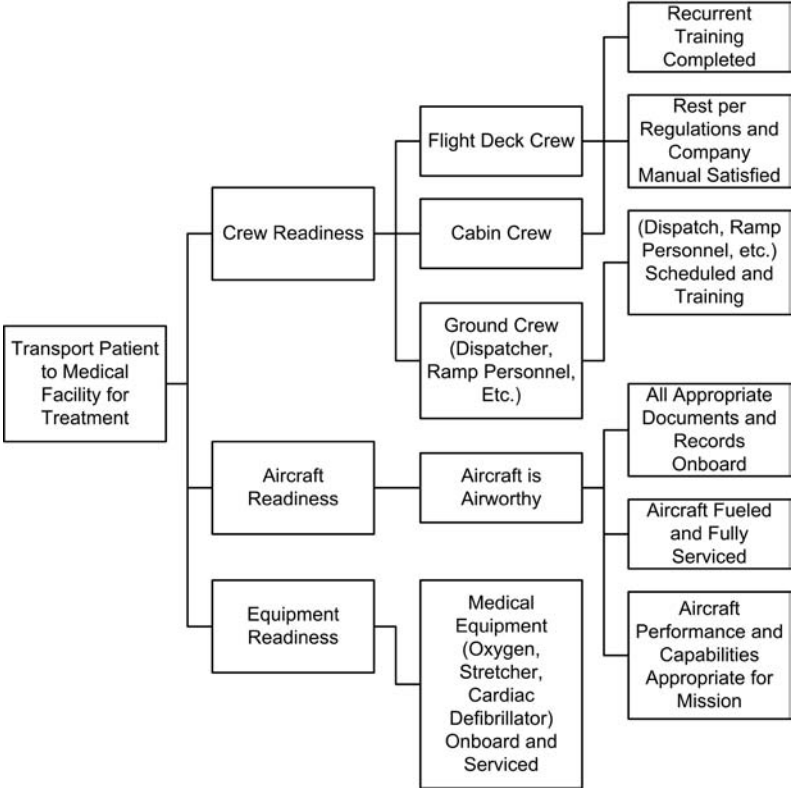 Transport Patient
to Medical
Facility for
Treatment
Crew Readiness
Aircraft
Readiness
Equipment
Readiness
Flight Deck Crew
Cabin Crew
Ground Crew
(Dispatcher,
Ramp Personnel,
Etc.)
Aircraft is
Airworthy
Medical
Equipment
(Oxygen,
Stretcher,
Cardiac
Defibrillator)
Onboard and
Serviced
Recurrent
Training
Completed
Rest per
Regulations and
Company
Manual Satisfied
(Dispatch, Ramp
Personnel, etc.)
Scheduled and
Training
All Appropriate
Documents and
Records
Onboard
Aircraft Fueled
and Fully
Serviced
Aircraft
Performance and
Capabilities
Appropriate for
Mission